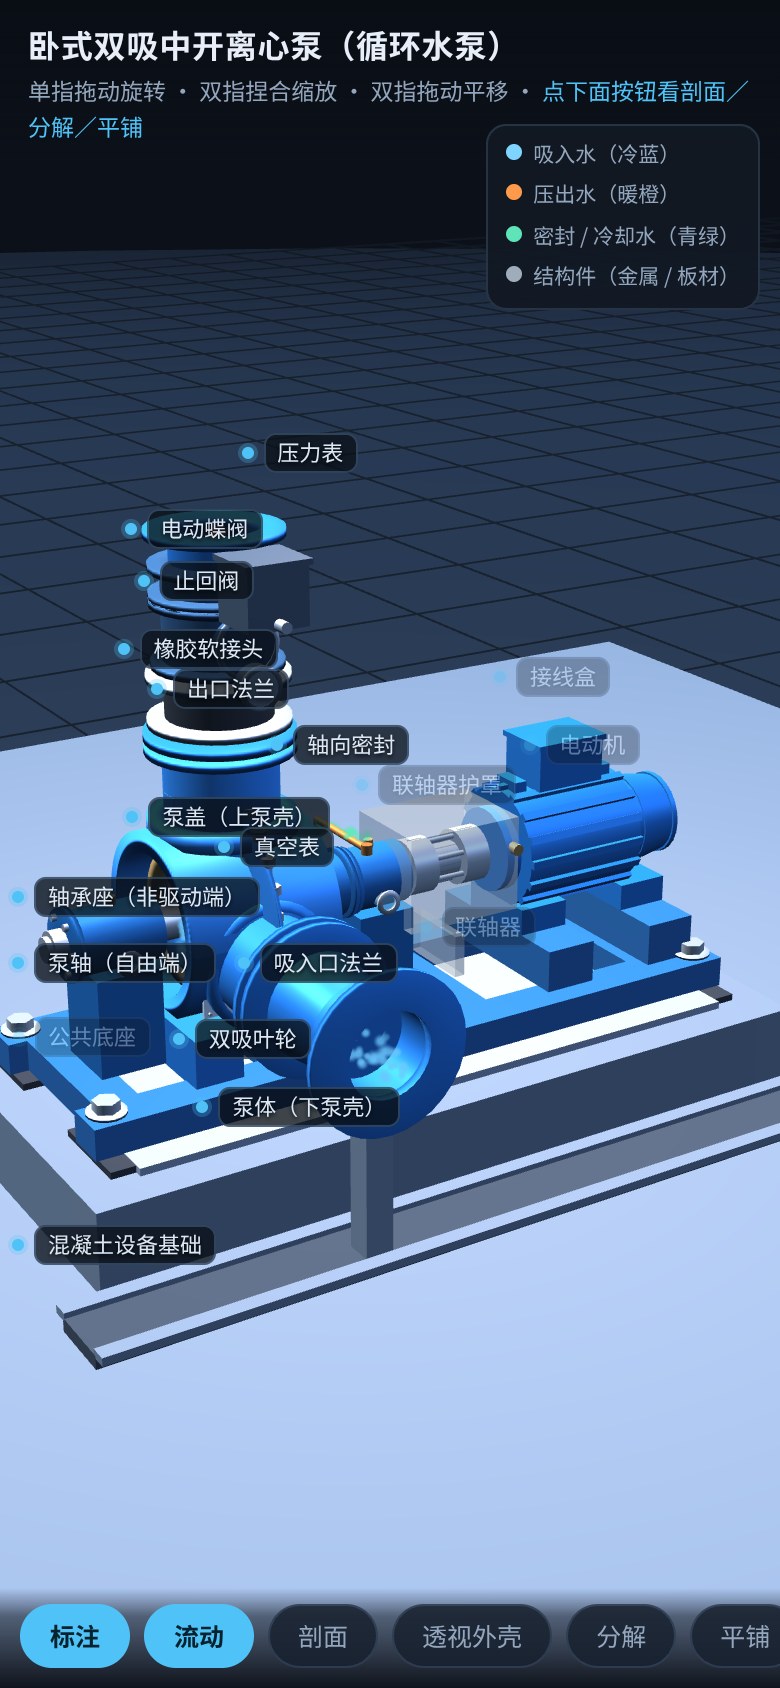 卧式双吸中开离心泵（循环水泵）
单指拖动旋转 · 双指捏合缩放 · 双指拖动平移 · 点下面按钮看剖面／
分解／平铺
吸入水（冷蓝）
压出水（暖橙）
密封 / 冷却水（青绿）
结构件（金属 / 板材）
压力表
电动蝶阀
止回阀
橡胶软接头
接线盒
出口法兰
轴向密封
电动机
联轴器护罩
泵盖（上泵壳）
真空表
轴承座（非驱动端）
联轴器
泵轴（自由端）
吸入口法兰
公共底座
双吸叶轮
泵体（下泵壳）
混凝土设备基础
标注
流动
剖面
透视外壳
分解
平铺